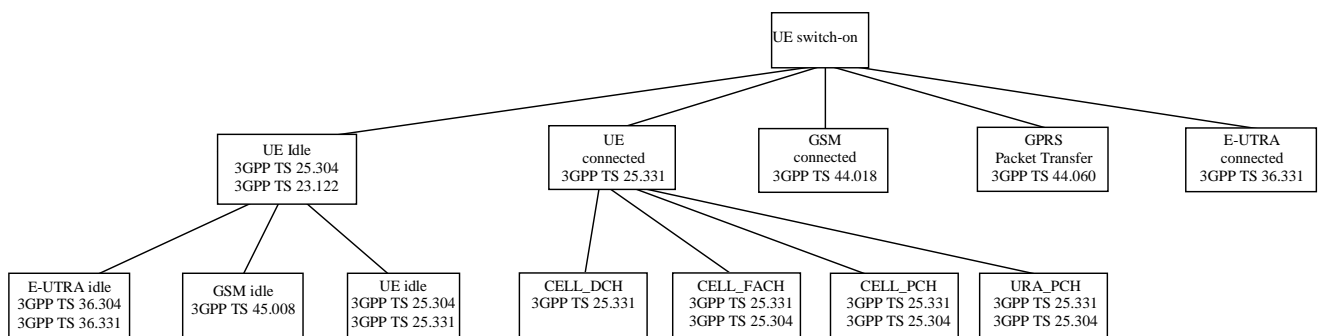 UE switch-on
UE Idle
3GPP TS 25.304
3GPP TS 23.122
UE
connected
3GPP TS 25.331
GSM
connected
3GPP TS 44.018
GPRS
Packet Transfer
3GPP TS 44.060
E-UTRA
connected
3GPP TS 36.331
E-UTRA idle
3GPP TS 36.304
3GPP TS 36.331
GSM idle
3GPP TS 45.008
UE idle
3GPP TS 25.304
3GPP TS 25.331
CELL_DCH
3GPP TS 25.331
CELL_FACH
3GPP TS 25.331
3GPP TS 25.304
CELL_PCH
3GPP TS 25.331
3GPP TS 25.304
URA_PCH
3GPP TS 25.331
3GPP TS 25.304